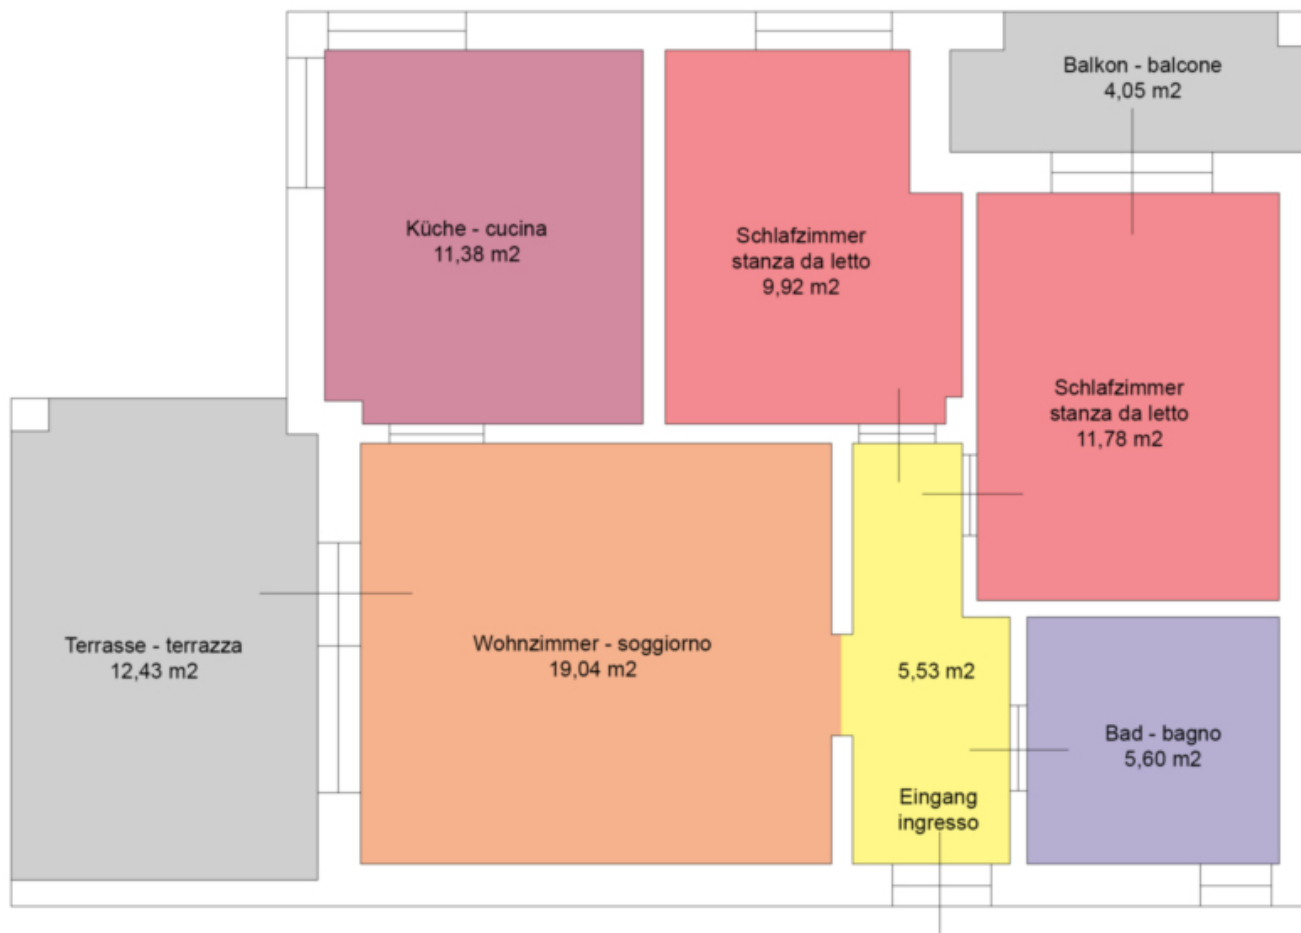 Balkon - balcone
4,05 m2
Küche - cucina
11,38 m2
Schlafzimmer
stanza da letto
9,92 m2
Schlafzimmer
stanza da letto
11,78 m2
Terrasse - terrazza
12,43 m2
Wohnzimmer - soggiorno
19,04 m2
5,53 m2
Eingang
ingresso
Bad - bagno
5,60 m2